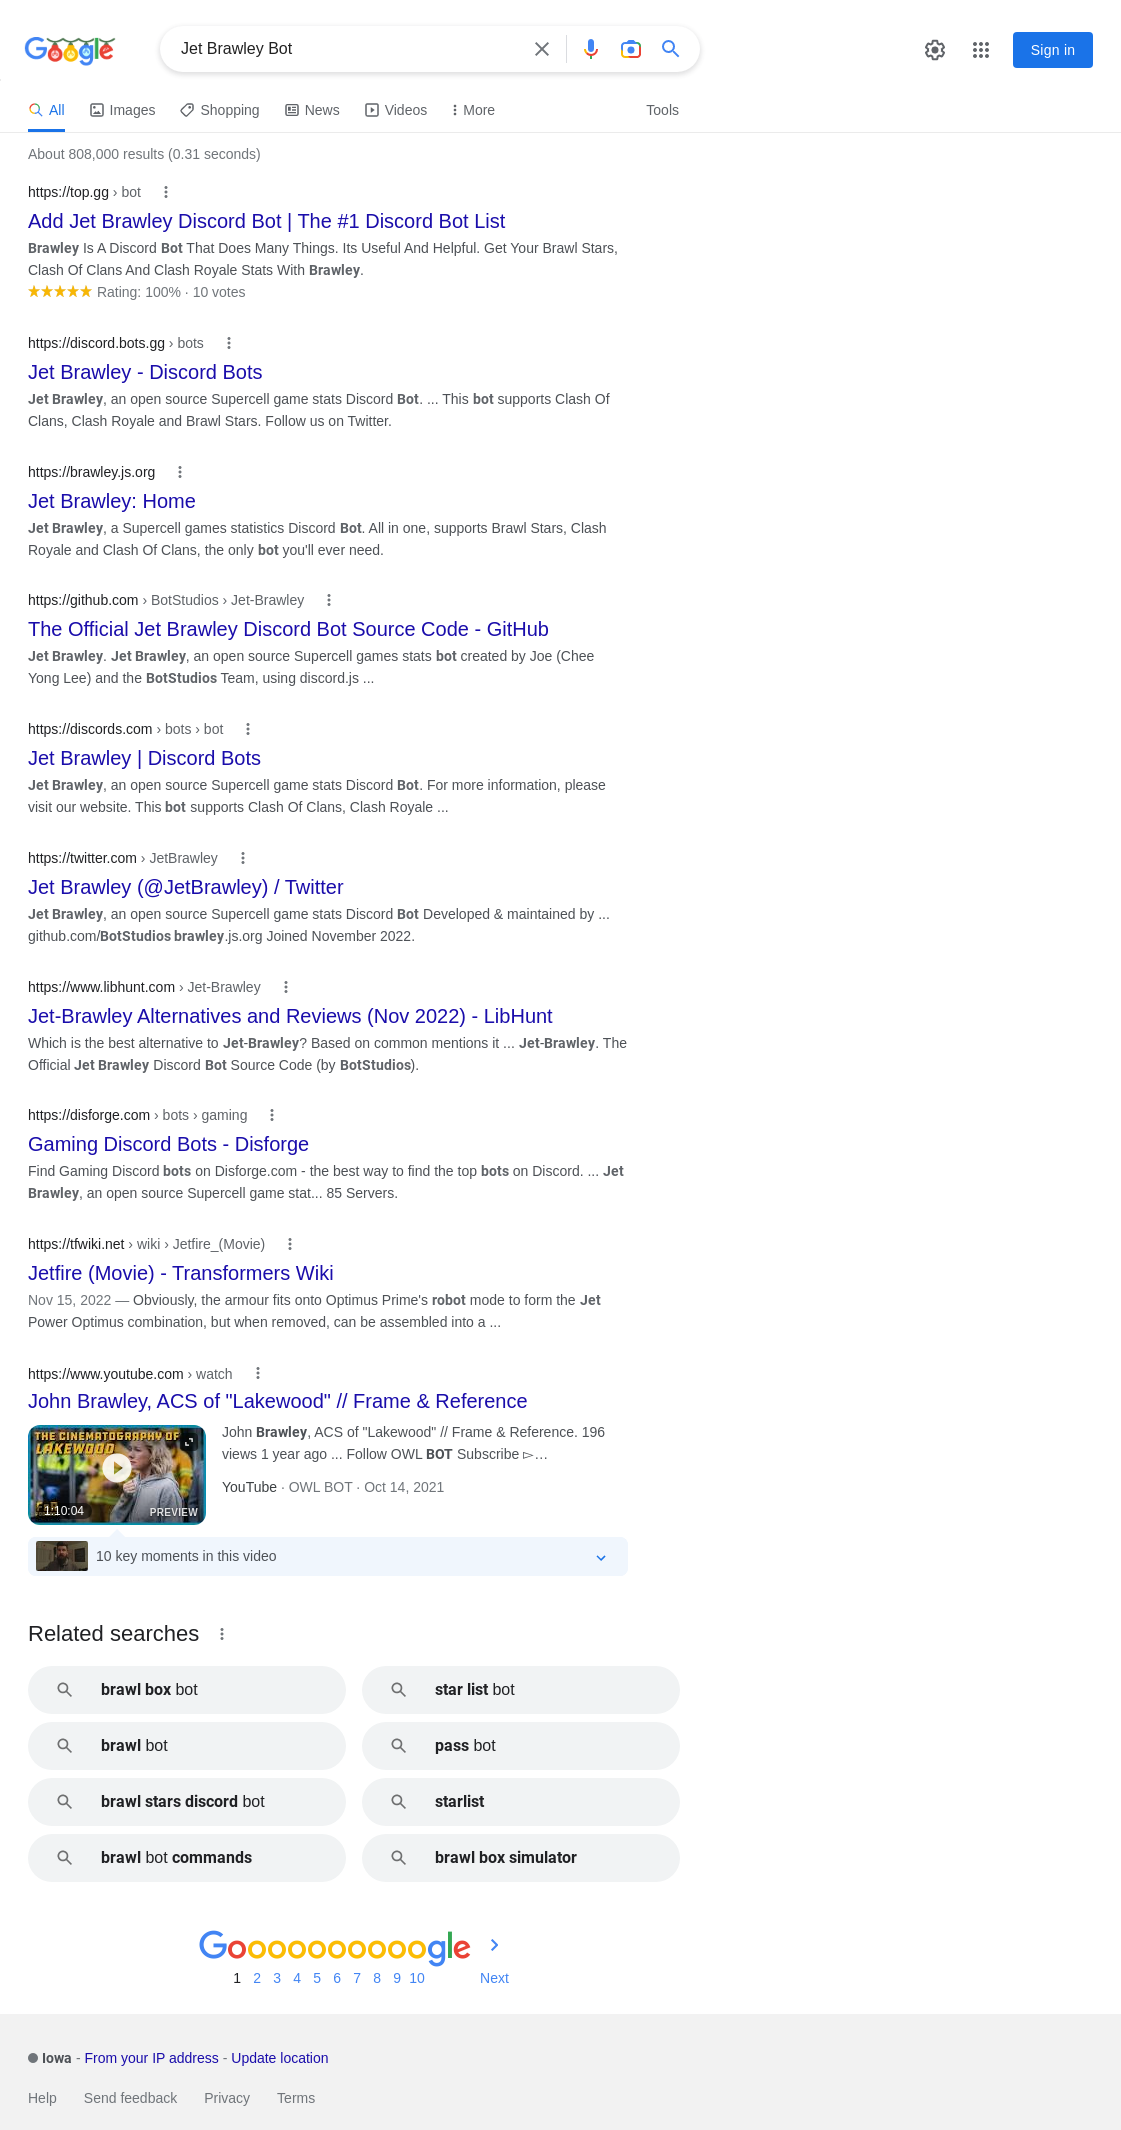 Google
Jet Brawley Bot
Sign in
All Images Shopping News Videos More Tools
About 808,000 results (0.31 seconds)
https://top.gg › bot
Add Jet Brawley Discord Bot | The #1 Discord Bot List
Brawley Is A Discord Bot That Does Many Things. Its Useful And Helpful. Get Your Brawl Stars,
Clash Of Clans And Clash Royale Stats With Brawley.
Rating: 100% · 10 votes
https://discord.bots.gg › bots
Jet Brawley - Discord Bots
Jet Brawley, an open source Supercell game stats Discord Bot. ... This bot supports Clash Of
Clans, Clash Royale and Brawl Stars. Follow us on Twitter.
https://brawley.js.org
Jet Brawley: Home
Jet Brawley, a Supercell games statistics Discord Bot. All in one, supports Brawl Stars, Clash
Royale and Clash Of Clans, the only bot you'll ever need.
https://github.com › BotStudios › Jet-Brawley
The Official Jet Brawley Discord Bot Source Code - GitHub
Jet Brawley. Jet Brawley, an open source Supercell games stats bot created by Joe (Chee
Yong Lee) and the BotStudios Team, using discord.js ...
https://discords.com › bots › bot
Jet Brawley | Discord Bots
Jet Brawley, an open source Supercell game stats Discord Bot. For more information, please
visit our website. This bot supports Clash Of Clans, Clash Royale ...
https://twitter.com › JetBrawley
Jet Brawley (@JetBrawley) / Twitter
Jet Brawley, an open source Supercell game stats Discord Bot Developed & maintained by ...
github.com/BotStudios brawley.js.org Joined November 2022.
https://www.libhunt.com › Jet-Brawley
Jet-Brawley Alternatives and Reviews (Nov 2022) - LibHunt
Which is the best alternative to Jet-Brawley? Based on common mentions it ... Jet-Brawley. The
Official Jet Brawley Discord Bot Source Code (by BotStudios).
https://disforge.com › bots › gaming
Gaming Discord Bots - Disforge
Find Gaming Discord bots on Disforge.com - the best way to find the top bots on Discord. ... Jet
Brawley, an open source Supercell game stat... 85 Servers.
https://tfwiki.net › wiki › Jetfire_(Movie)
Jetfire (Movie) - Transformers Wiki
Nov 15, 2022 — Obviously, the armour fits onto Optimus Prime's robot mode to form the Jet
Power Optimus combination, but when removed, can be assembled into a ...
https://www.youtube.com › watch
John Brawley, ACS of "Lakewood" // Frame & Reference
THE CINEMATOGRAPHY OF
LAKEWOOD
1:10:04
PREVIEW
John Brawley, ACS of "Lakewood" // Frame & Reference. 196
views 1 year ago ... Follow OWL BOT Subscribe ▻…
YouTube · OWL BOT · Oct 14, 2021
10 key moments in this video
Related searches
brawl box bot
star list bot
brawl bot
pass bot
brawl stars discord bot
starlist
brawl bot commands
brawl box simulator
Goooooooooogle
1 2 3 4 5 6 7 8 9 10 Next
Iowa - From your IP address - Update location
Help Send feedback Privacy Terms